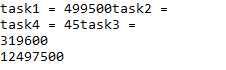 task1 = 499500task2 =
task4 = 45task3 =
319600
12497500